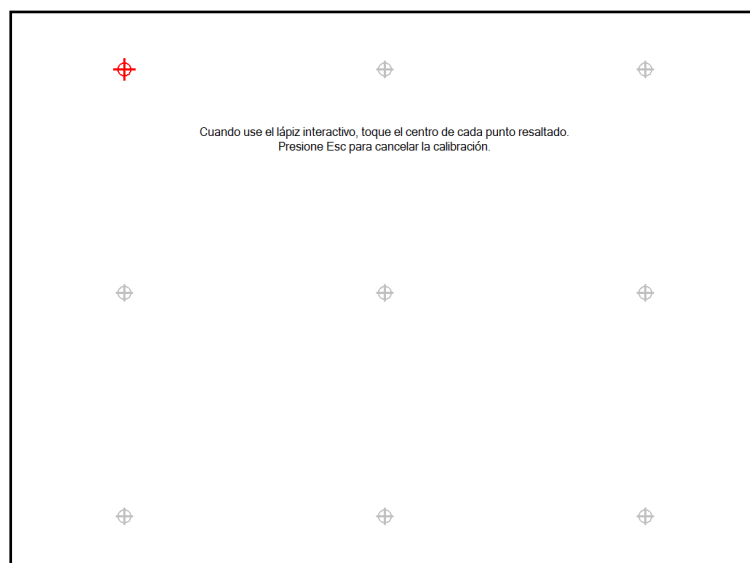 Cuando use el lápiz interactivo, toque el centro de cada punto resaltado.
Presione Esc para cancelar la calibración.